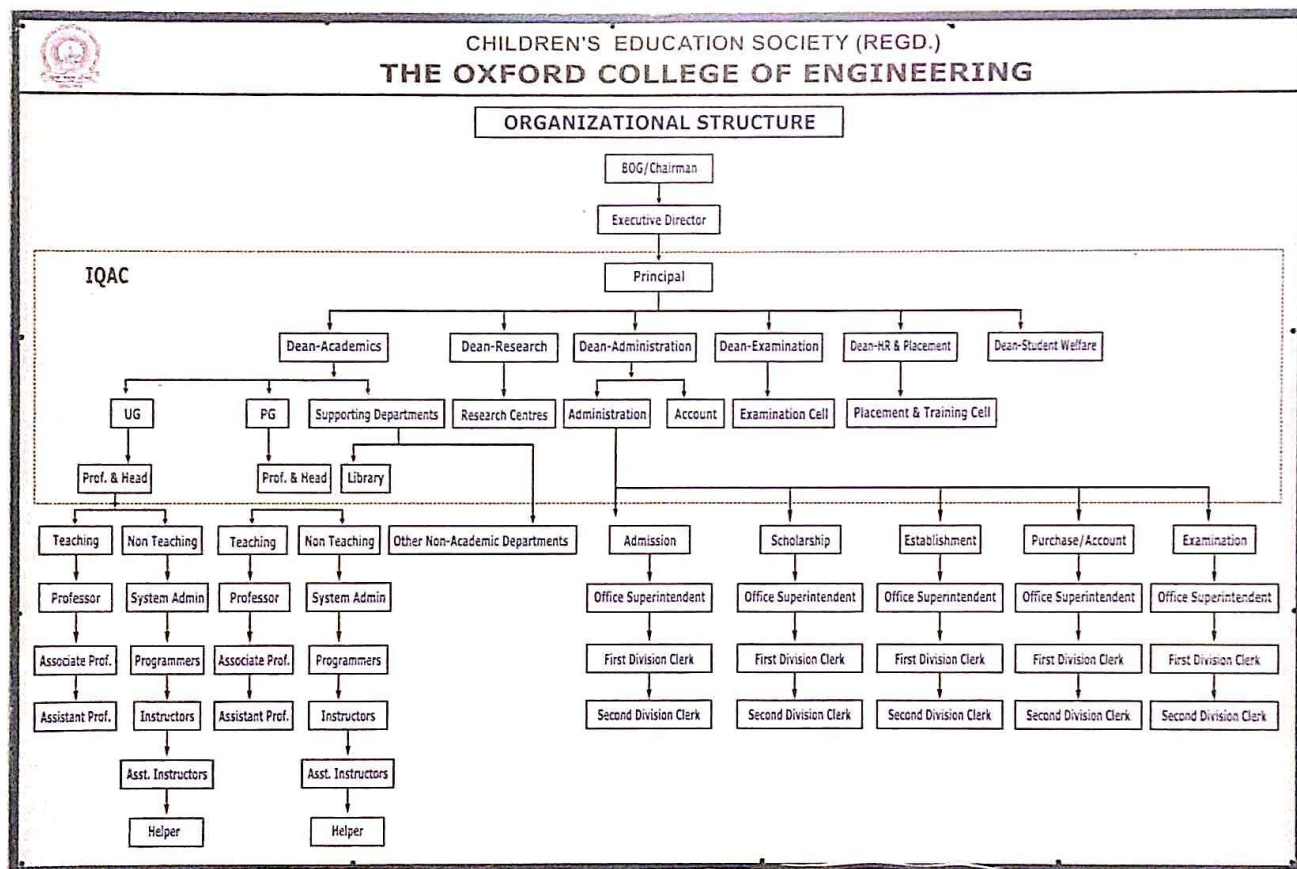 CHILDREN'S EDUCATION SOCIETY (REGD.)
THE OXFORD COLLEGE OF ENGINEERING
ORGANIZATIONAL STRUCTURE
BOG/Chairman
Executive Director
IQAC
Principal
Dean-Academics
Dean-Research
Dean-Administration
Dean-Examination
Dean-HR & Placement
Dean-Student Welfare
UG
PG
Supporting Departments
Research Centres
Administration
Account
Examination Cell
Placement & Training Cell
Prof. & Head
Prof. & Head
Library
Teaching
Non Teaching
Teaching
Non Teaching
Other Non-Academic Departments
Admission
Scholarship
Establishment
Purchase/Account
Examination
Professor
System Admin
Professor
System Admin
Office Superintendent
Office Superintendent
Office Superintendent
Office Superintendent
Office Superintendent
Associate Prof.
Programmers
Associate Prof.
Programmers
First Division Clerk
First Division Clerk
First Division Clerk
First Division Clerk
First Division Clerk
Assistant Prof.
Instructors
Assistant Prof.
Instructors
Second Division Clerk
Second Division Clerk
Second Division Clerk
Second Division Clerk
Second Division Clerk
Asst. Instructors
Asst. Instructors
Helper
Helper